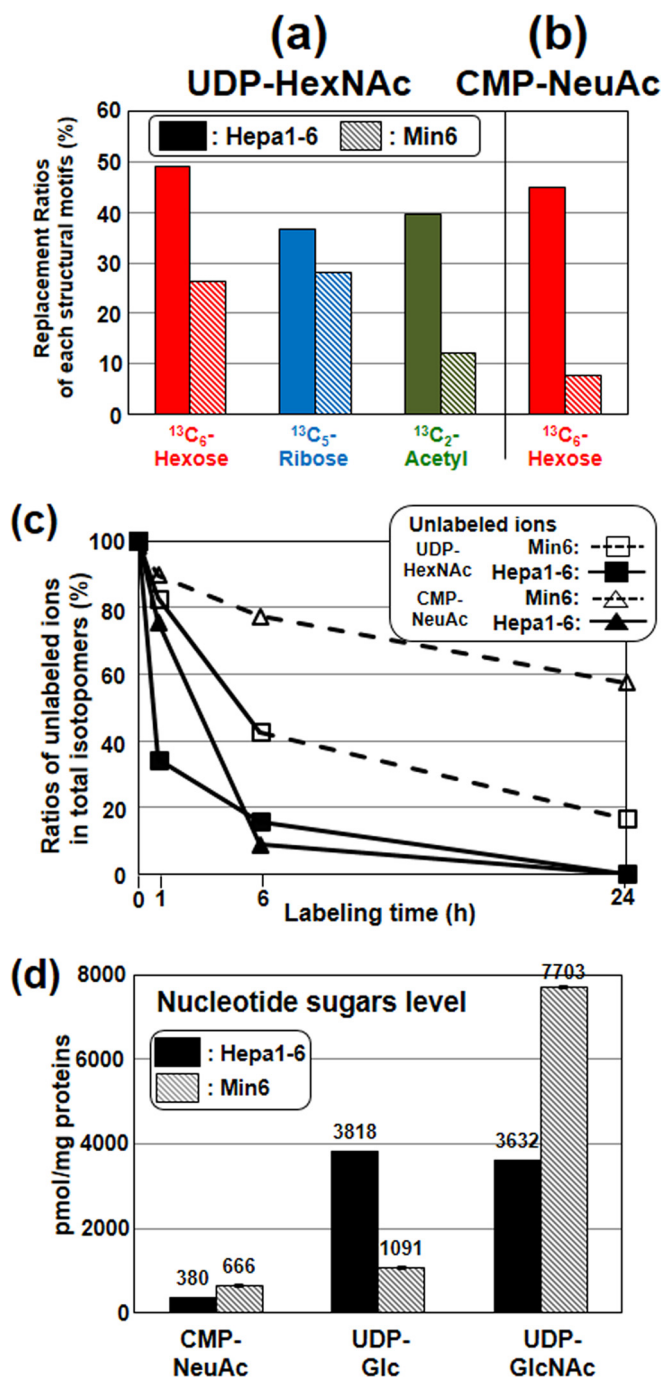 (a) (b)
UDP-HexNAc CMP-NeuAc
Replacement Ratios
of each structural motifs (%)
60
50
40
30
20
10
0
: Hepa1-6 : Min6
¹³C₆-
Hexose
¹³C₅-
Ribose
¹³C₂-
Acetyl
¹³C₆-
Hexose
(c)
Ratios of unlabeled ions
in total isotopomers (%)
100
80
60
40
20
0
Unlabeled ions
UDP-
HexNAc
Min6:
Hepa1-6:
CMP-
NeuAc
Min6:
Hepa1-6:
0 1 6 24
Labeling time (h)
(d)
Nucleotide sugars level
: Hepa1-6
: Min6
pmol/mg proteins
8000
6000
4000
2000
0
380 666
3818 1091
3632 7703
CMP-
NeuAc
UDP-
Glc
UDP-
GlcNAc